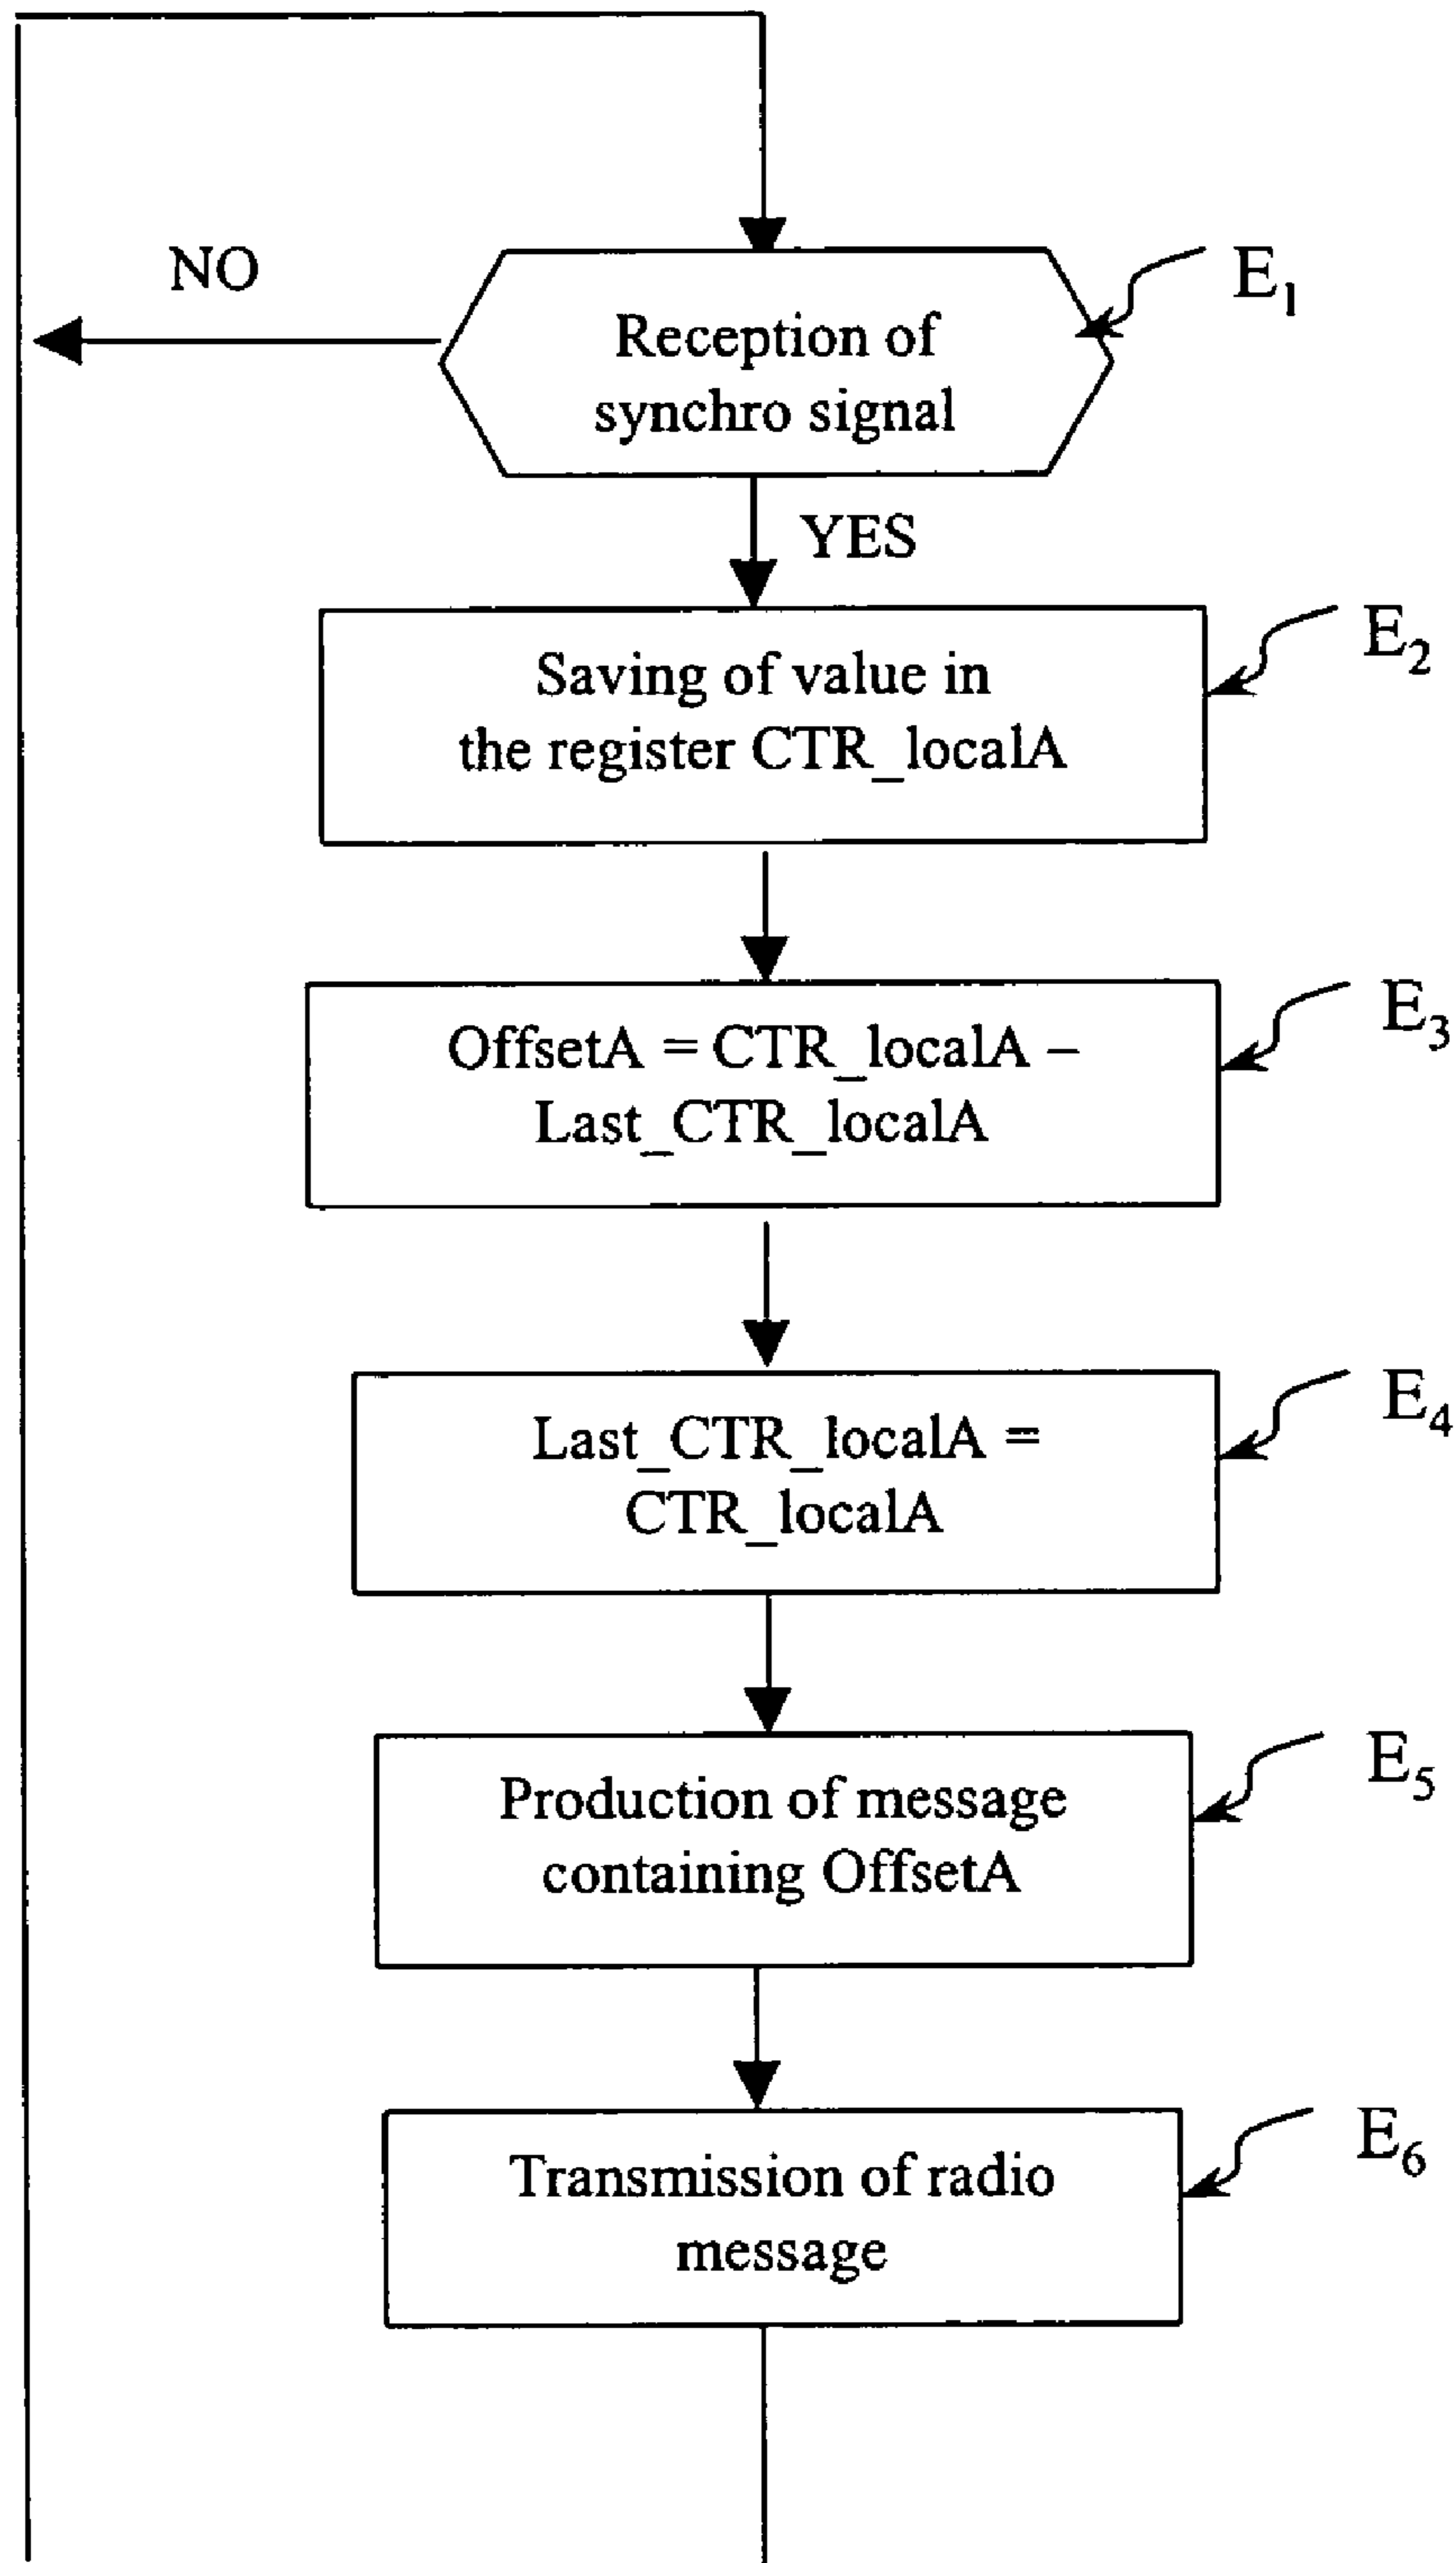 NO
E₁
Reception of
synchro signal
YES
E₂
Saving of value in
the register CTR_localA
E₃
OffsetA = CTR_localA –
Last_CTR_localA
E₄
Last_CTR_localA =
CTR_localA
E₅
Production of message
containing OffsetA
E₆
Transmission of radio
message